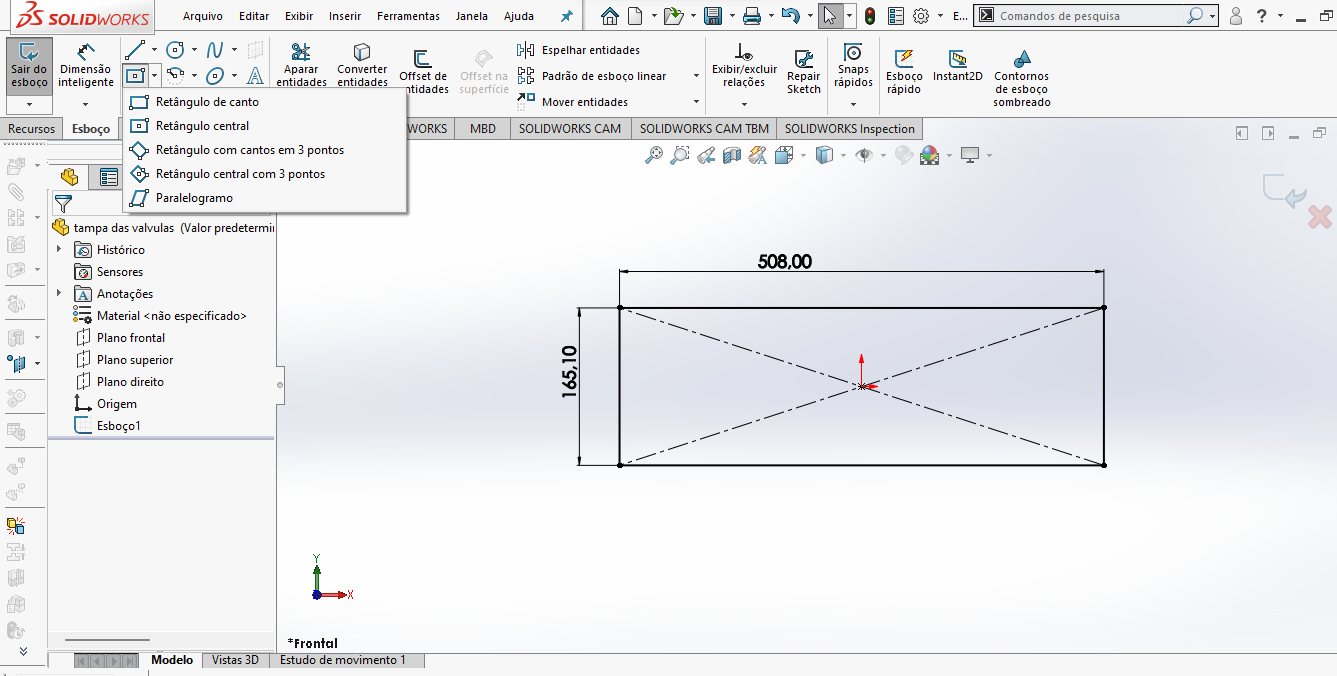 SOLIDWORKS
Arquivo Editar Exibir Inserir Ferramentas Janela Ajuda
E...
Comandos de pesquisa
?
Sair do esboço
Dimensão inteligente
Aparar entidades
Converter entidades
Offset de entidades
Offset na superfície
Espelhar entidades
Padrão de esboço linear
Mover entidades
Exibir/excluir relações
Repair Sketch
Snaps rápidos
Esboço rápido
Instant2D
Contornos de esboço sombreado
Retângulo de canto
Retângulo central
Retângulo com cantos em 3 pontos
Retângulo central com 3 pontos
Paralelogramo
Recursos Esboço WORKS MBD SOLIDWORKS CAM SOLIDWORKS CAM TBM SOLIDWORKS Inspection
tampa das valvulas (Valor predetermi
Histórico
Sensores
Anotações
Material <não especificado>
Plano frontal
Plano superior
Plano direito
Origem
Esboço1
508,00
165,10
Y
X
*Frontal
Modelo Vistas 3D Estudo de movimento 1